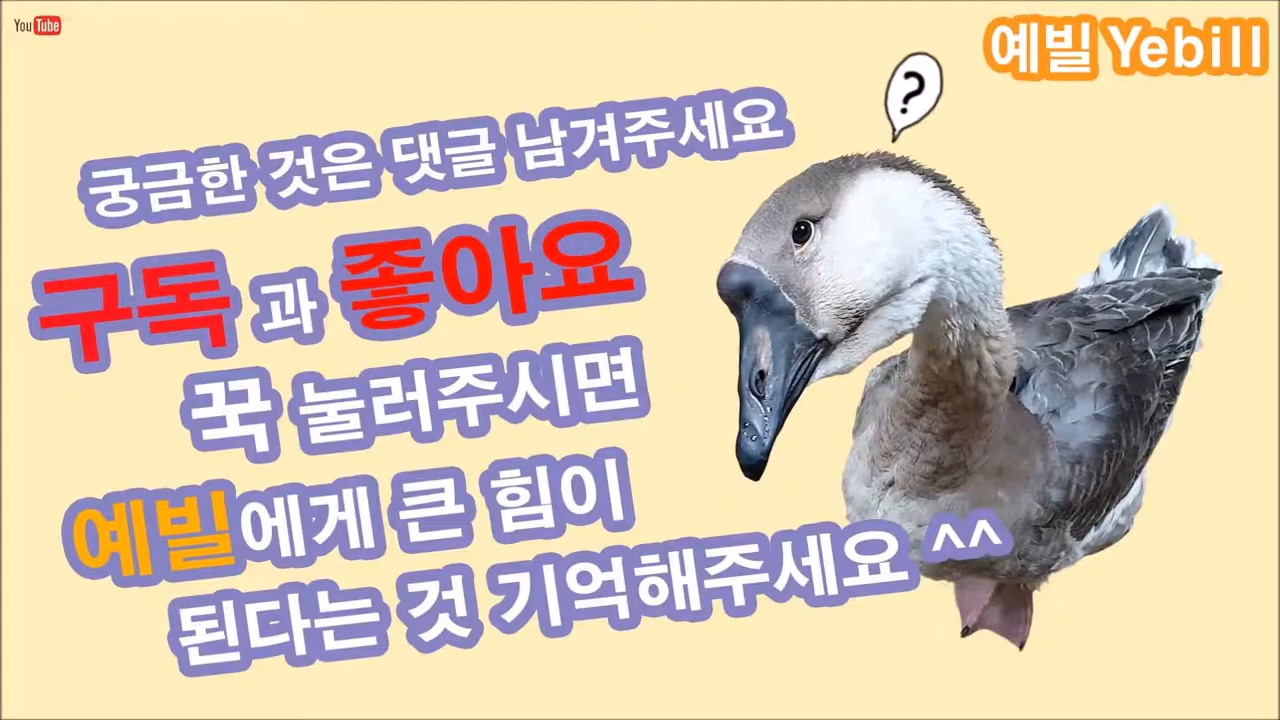 You Tube
예빌 Yebill
?
궁금한 것은 댓글 남겨주세요
구독 과 좋아요
꾹 눌러주시면
예빌에게 큰 힘이
된다는 것 기억해주세요 ^^